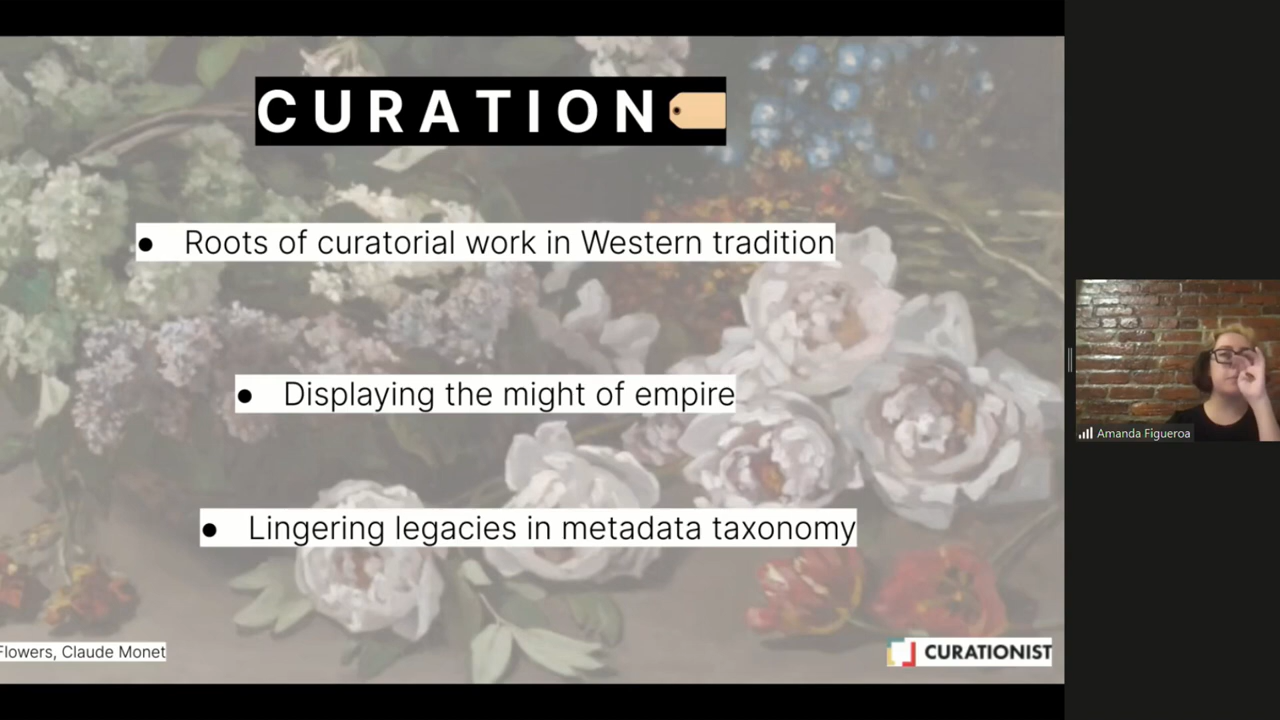 CURATION
● Roots of curatorial work in Western tradition
● Displaying the might of empire
● Lingering legacies in metadata taxonomy
Flowers, Claude Monet
CURATIONIST
Amanda Figueroa